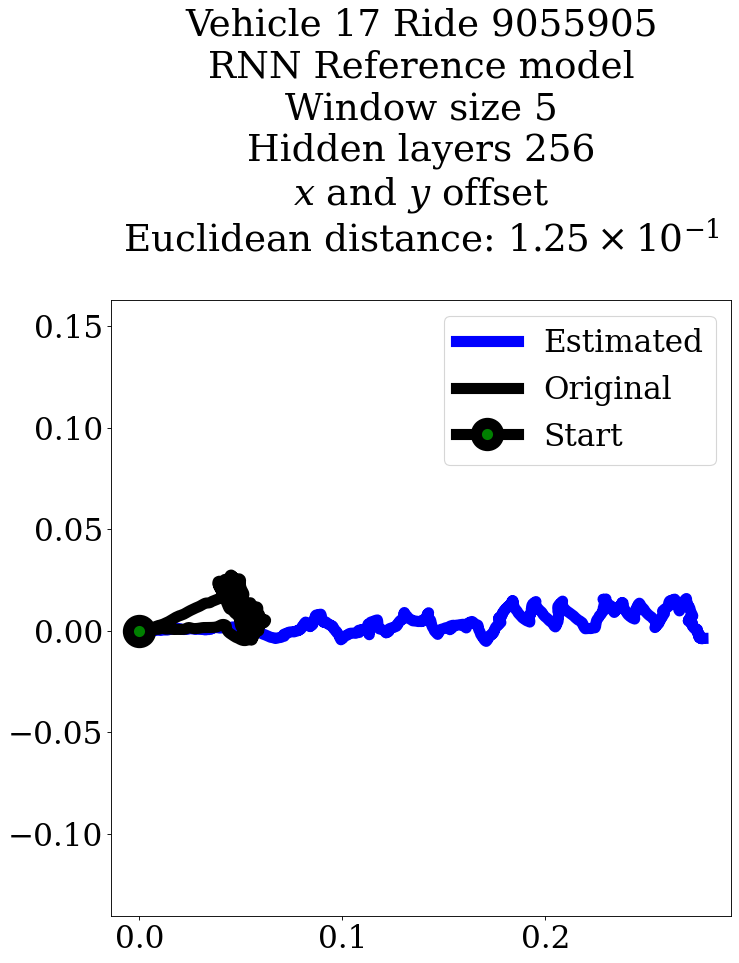 Vehicle 17 Ride 9055905
RNN Reference model
Window size 5
Hidden layers 256
x and y offset
Euclidean distance: 1.25 × 10⁻¹
Estimated
Original
Start
0.15
0.10
0.05
0.00
−0.05
−0.10
0.0 0.1 0.2